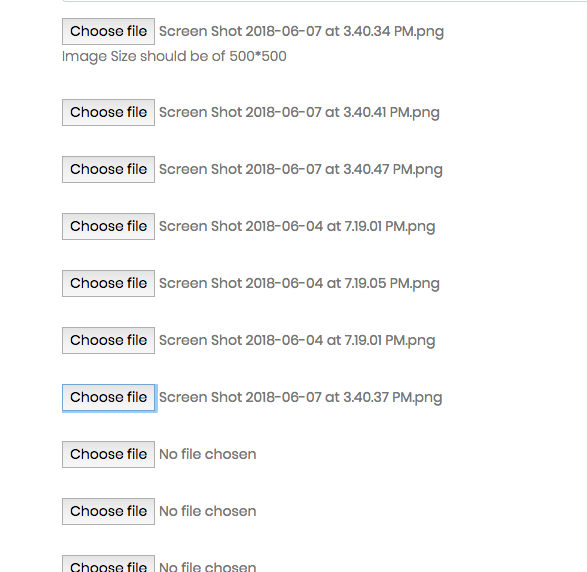 Choose file Screen Shot 2018-06-07 at 3.40.34 PM.png
Image Size should be of 500*500
Choose file Screen Shot 2018-06-07 at 3.40.41 PM.png
Choose file Screen Shot 2018-06-07 at 3.40.47 PM.png
Choose file Screen Shot 2018-06-04 at 7.19.01 PM.png
Choose file Screen Shot 2018-06-04 at 7.19.05 PM.png
Choose file Screen Shot 2018-06-04 at 7.19.01 PM.png
Choose file Screen Shot 2018-06-07 at 3.40.37 PM.png
Choose file No file chosen
Choose file No file chosen
Choose file No file chosen